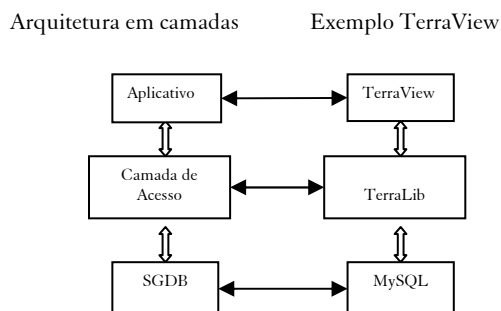 Arquitetura em camadas
Exemplo TerraView
Aplicativo
TerraView
Camada de
Acesso
TerraLib
SGDB
MySQL